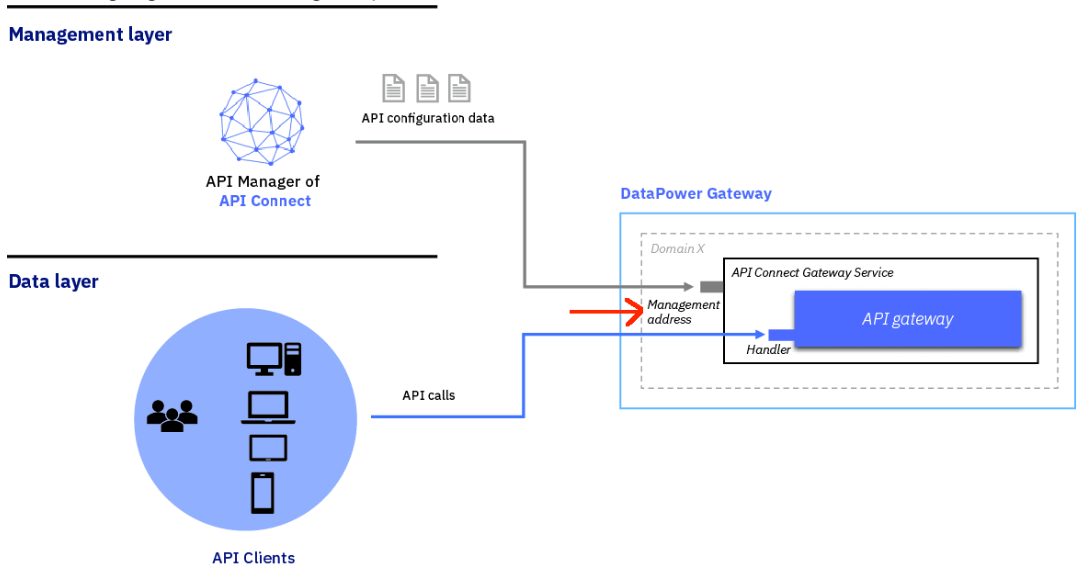 Management layer
API configuration data
API Manager of
API Connect
DataPower Gateway
Domain X
API Connect Gateway Service
Management
address
API gateway
Handler
Data layer
API calls
API Clients